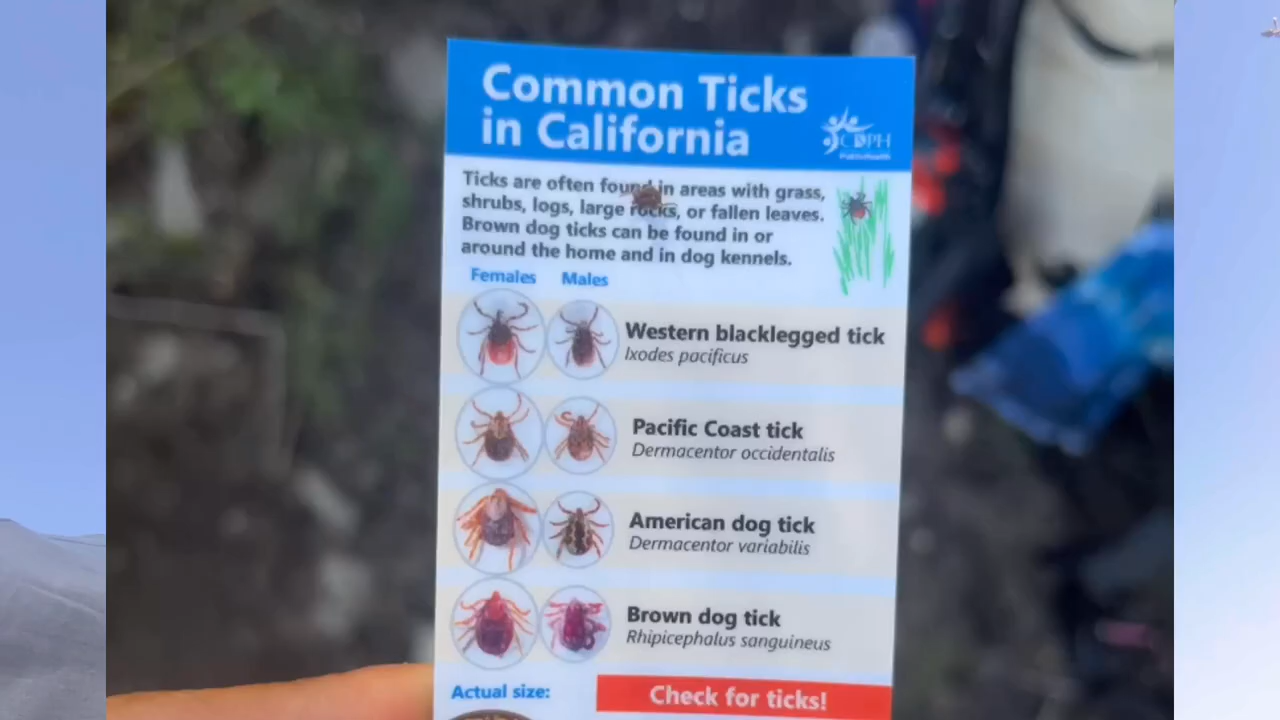 Common Ticks
in California
CDPH
PublicHealth
Ticks are often found in areas with grass,
shrubs, logs, large rocks, or fallen leaves.
Brown dog ticks can be found in or
around the home and in dog kennels.
Females Males
Western blacklegged tick
Ixodes pacificus
Pacific Coast tick
Dermacentor occidentalis
American dog tick
Dermacentor variabilis
Brown dog tick
Rhipicephalus sanguineus
Actual size:
Check for ticks!